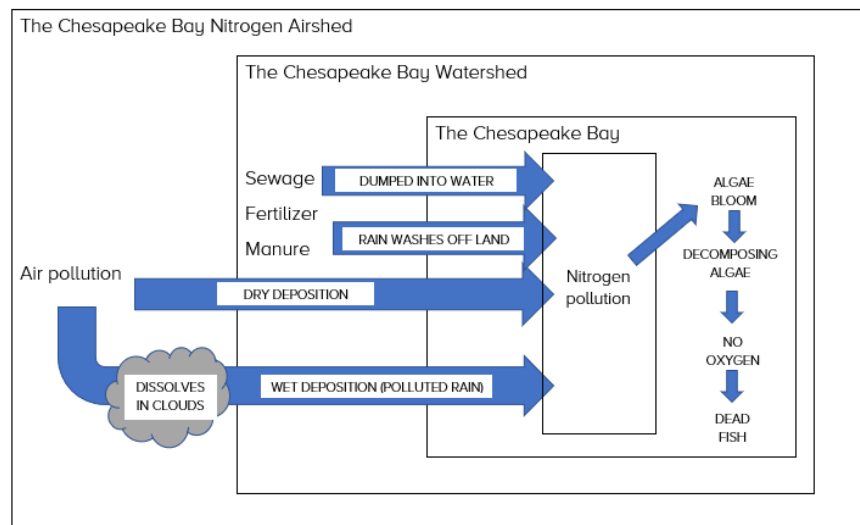 The Chesapeake Bay Nitrogen Airshed
The Chesapeake Bay Watershed
The Chesapeake Bay
Sewage
DUMPED INTO WATER
Fertilizer
Manure
RAIN WASHES OFF LAND
Air pollution
DRY DEPOSITION
DISSOLVES
IN CLOUDS
WET DEPOSITION (POLLUTED RAIN)
Nitrogen
pollution
ALGAE
BLOOM
DECOMPOSING
ALGAE
NO
OXYGEN
DEAD
FISH